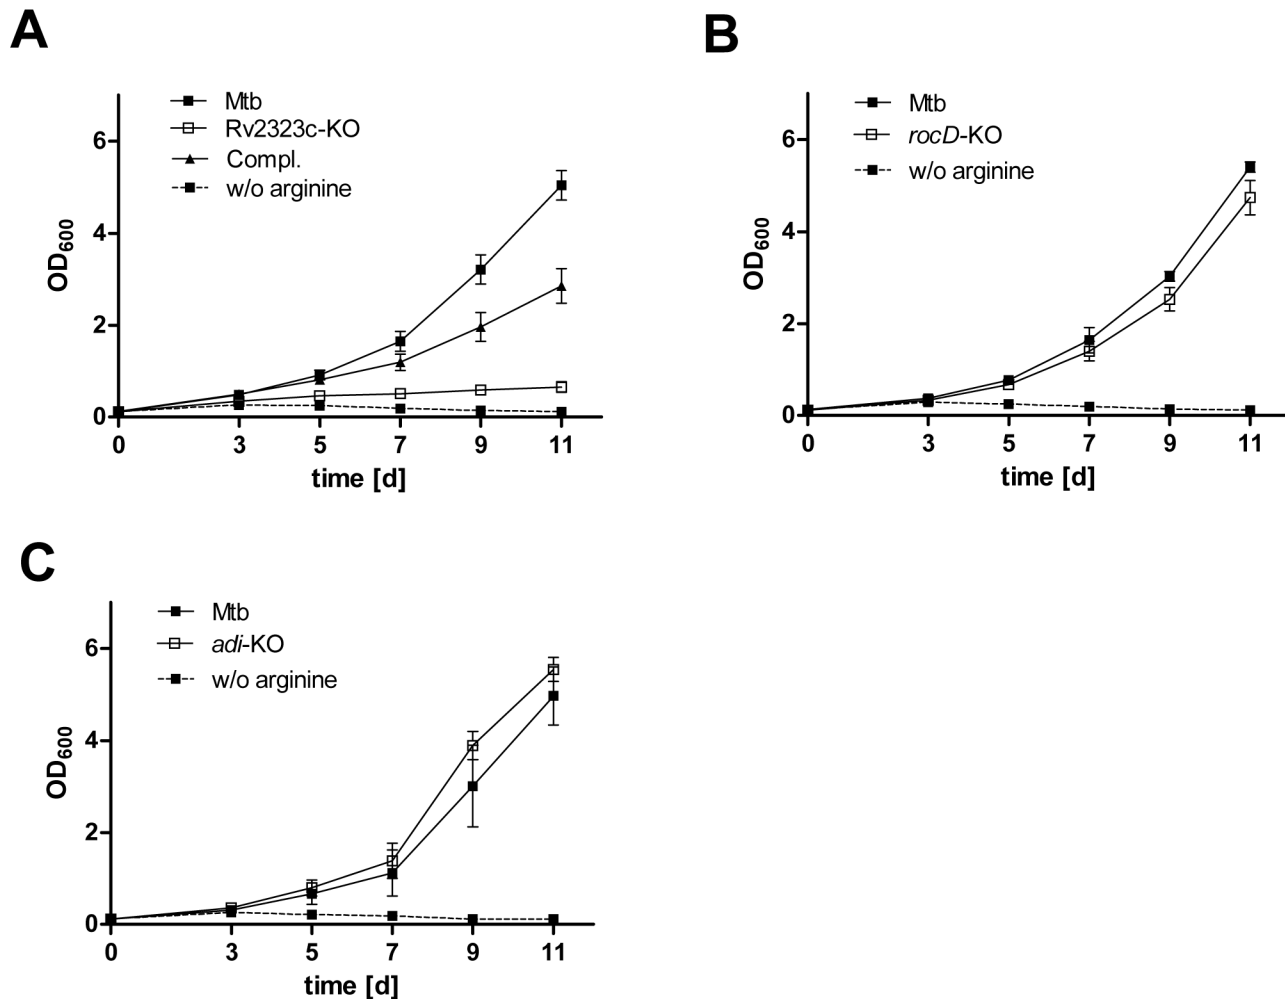 A
Mtb
Rv2323c-KO
Compl.
w/o arginine
6
4
2
0
OD600
0 3 5 7 9 11
time [d]
B
Mtb
rocD-KO
w/o arginine
6
4
2
0
OD600
0 3 5 7 9 11
time [d]
C
Mtb
adi-KO
w/o arginine
6
4
2
0
OD600
0 3 5 7 9 11
time [d]